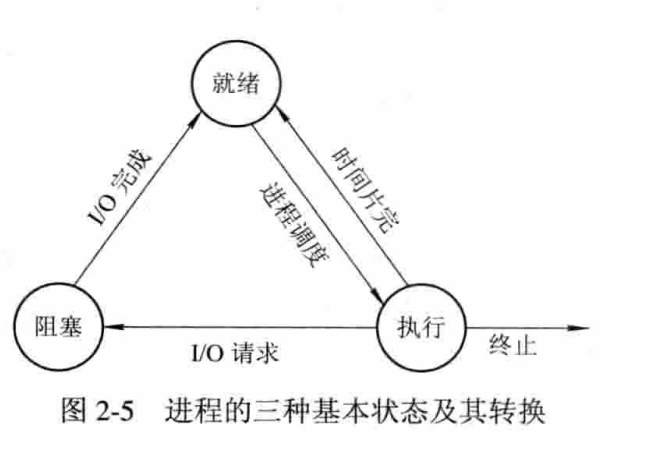 就绪
I/O 完成
进程调度
时间片完
阻塞
I/O 请求
执行
终止
图 2-5 进程的三种基本状态及其转换